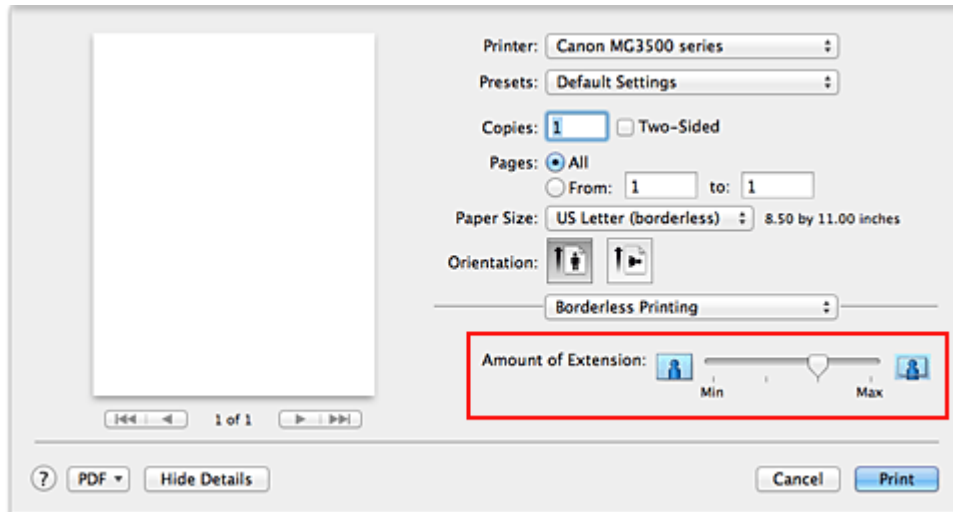 Printer: Canon MG3500 series
Presets: Default Settings
Copies: 1 Two-Sided
Pages: All
From: 1 to: 1
Paper Size: US Letter (borderless) 8.50 by 11.00 inches
Orientation:
Borderless Printing
Amount of Extension:
Min Max
1 of 1
? PDF Hide Details Cancel Print